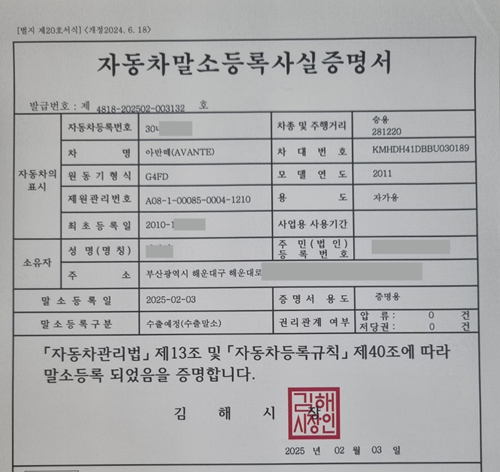 [별지 제20호서식] <개정2024. 6. 18>
자동차말소등록사실증명서
발급번호 : 제 4818-202502-003132 호
자동차의 표시
자동차등록번호 30 차종 및 주행거리 승용 281220
차 명 아반떼(AVANTE) 차 대 번 호 KMHDH41DBBU030189
원 동 기 형 식 G4FD 모 델 연 도 2011
제원관리번호 A08-1-00085-0004-1210 용 도 자가용
최 초 등 록 일 2010-1 사업용 사용기간
소유자
성 명(명 칭) 주 민(법 인) 등 록 번 호
주 소 부산광역시 해운대구 해운대로
말 소 등 록 일 2025-02-03 증 명 서 용 도 증명용
말 소 등 록 구 분 수출예정(수출말소) 권리관계 여부 압 류: 0 건
저당권: 0 건
「자동차관리법」제13조 및 「자동차등록규칙」제40조에 따라
말소등록 되었음을 증명합니다.
김 해 시 장
김해
시장인
2025 년 02 월 03 일